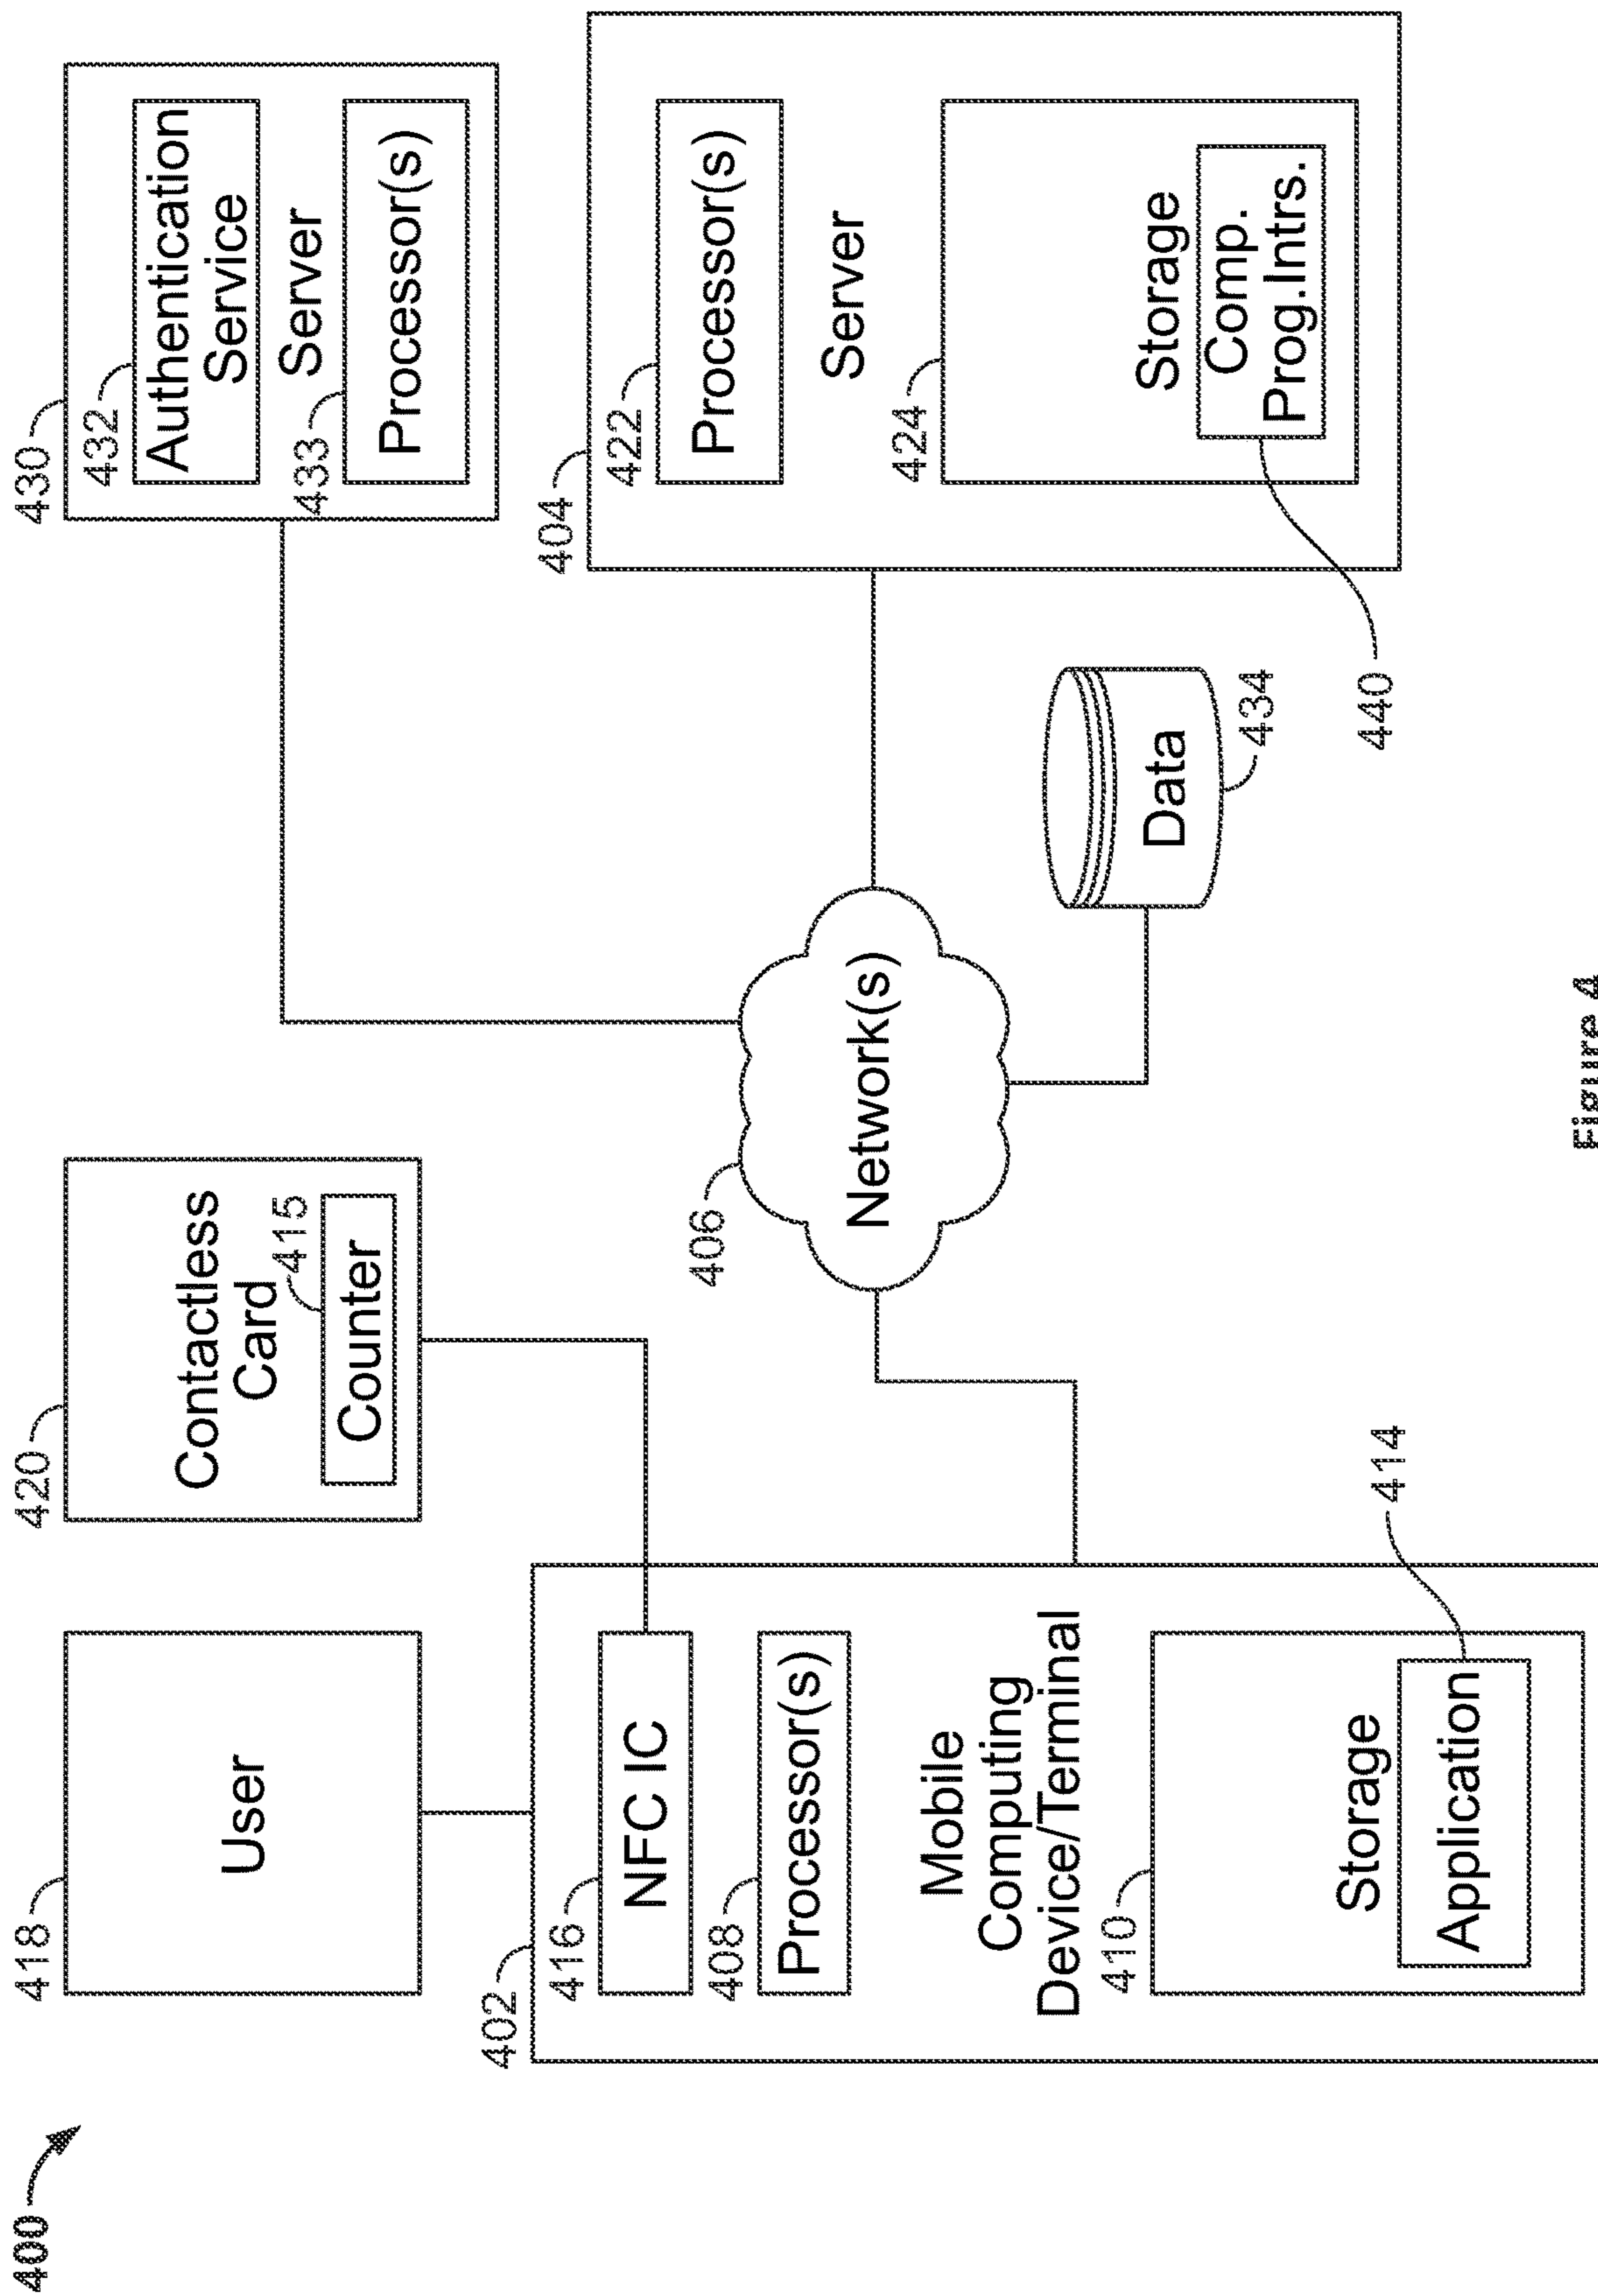 400
418
User
420
Contactless
Card
415
Counter
430
432
Authentication
Service
Server
433
Processor(s)
402
416
NFC IC
408
Processor(s)
Mobile
Computing
Device/Terminal
410
Storage
Application
414
406
Network(s)
404
422
Processor(s)
Server
424
Storage
Comp.
Prog.Intrs.
440
Data
434
Figure 4